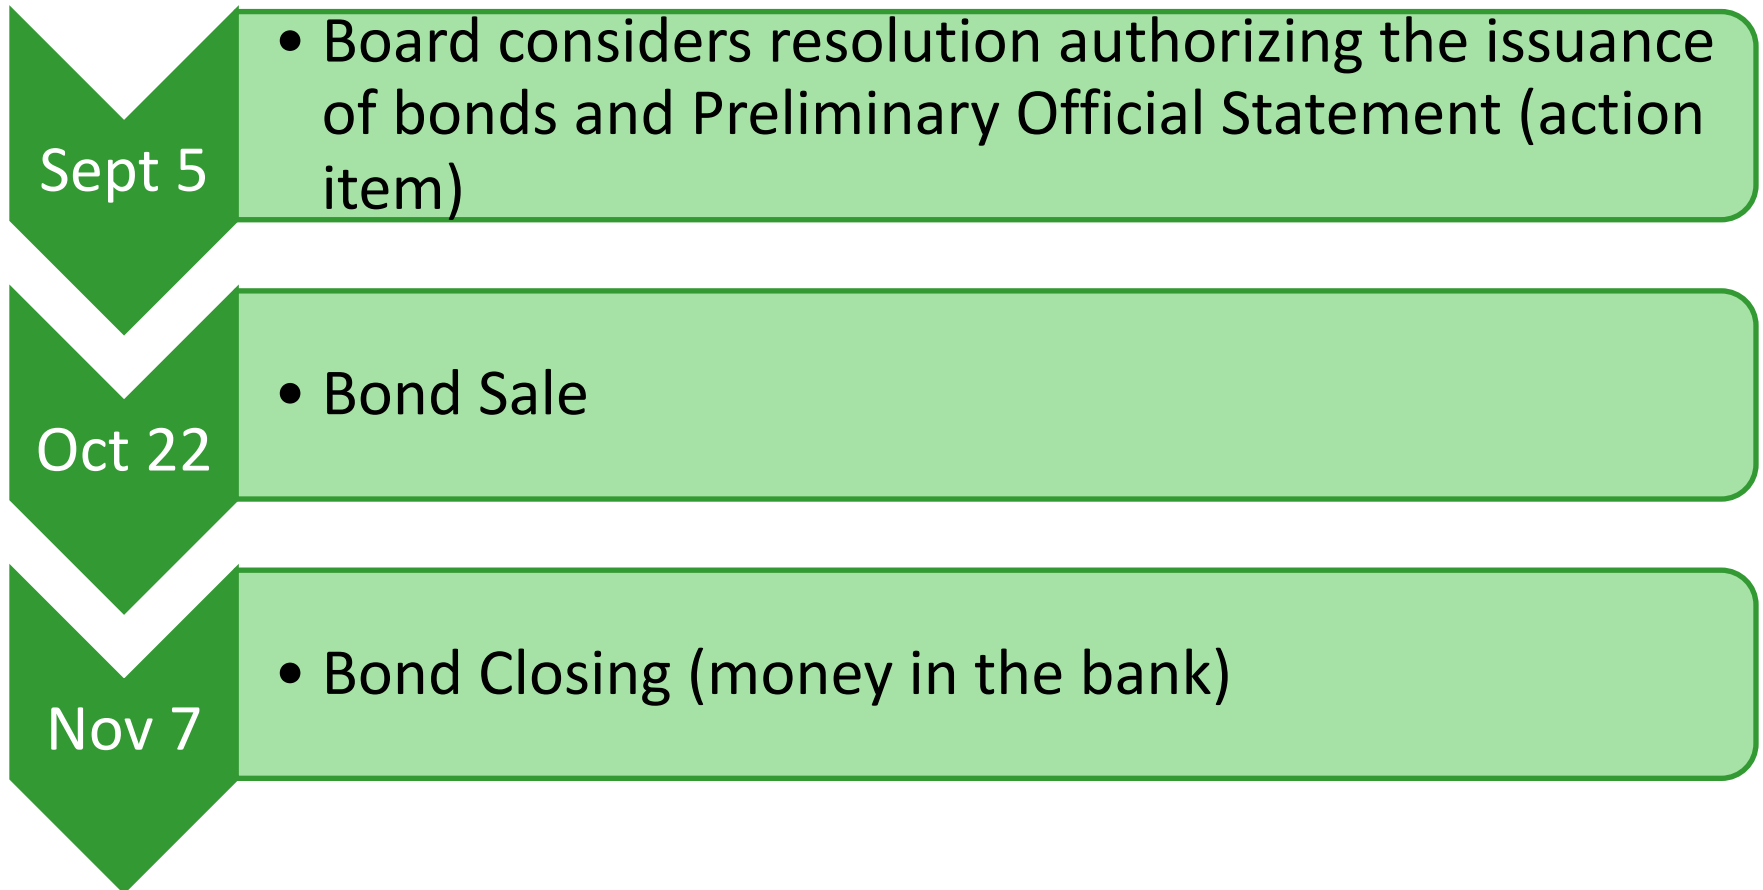 Sept 5
• Board considers resolution authorizing the issuance
of bonds and Preliminary Official Statement (action
item)
Oct 22
• Bond Sale
Nov 7
• Bond Closing (money in the bank)